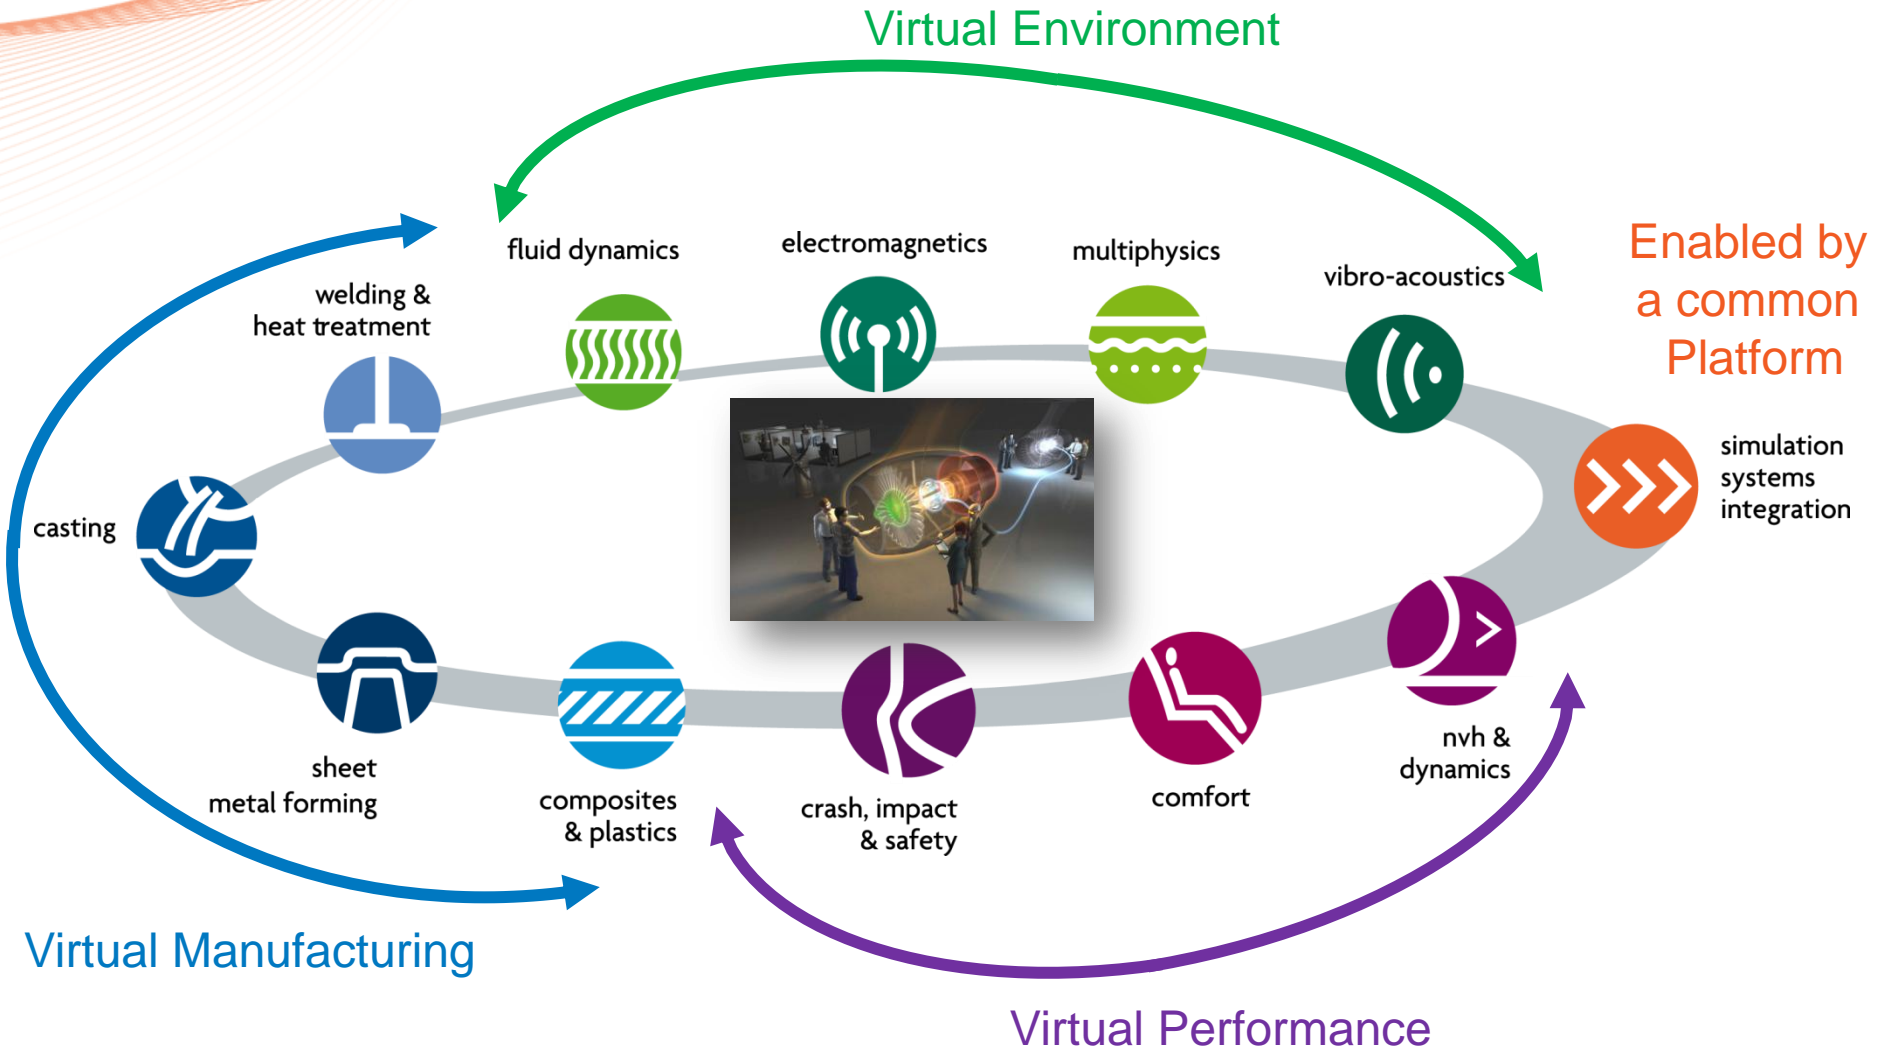 Virtual Environment
fluid dynamics
electromagnetics
multiphysics
vibro-acoustics
Enabled by
a common
Platform
welding &
heat treatment
simulation
systems
integration
casting
sheet
metal forming
composites
& plastics
crash, impact
& safety
comfort
nvh &
dynamics
Virtual Manufacturing
Virtual Performance